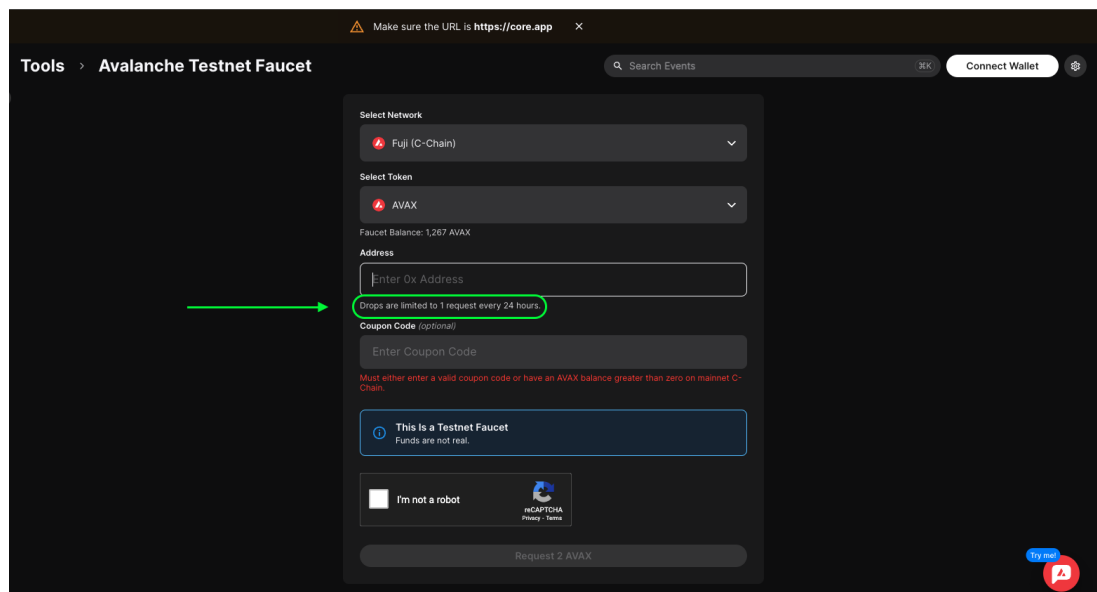 Make sure the URL is https://core.app
Tools > Avalanche Testnet Faucet
Search Events
⌘K
Connect Wallet
Select Network
Fuji (C-Chain)
Select Token
AVAX
Faucet Balance: 1,267 AVAX
Address
Enter 0x Address
Drops are limited to 1 request every 24 hours.
Coupon Code (optional)
Enter Coupon Code
Must either enter a valid coupon code or have an AVAX balance greater than zero on mainnet C-
Chain.
This Is a Testnet Faucet
Funds are not real.
I'm not a robot
reCAPTCHA
Privacy - Terms
Request 2 AVAX
Try me!